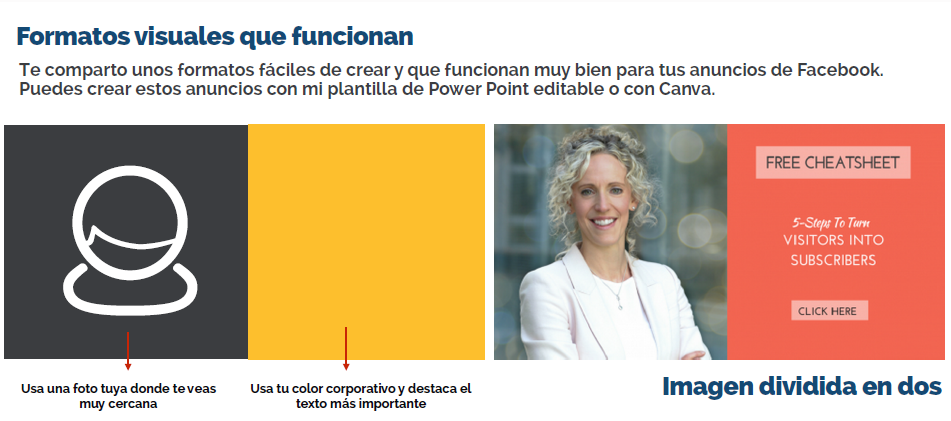 Formatos visuales que funcionan
Te comparto unos formatos fáciles de crear y que funcionan muy bien para tus anuncios de Facebook.
Puedes crear estos anuncios con mi plantilla de Power Point editable o con Canva.
FREE CHEATSHEET
5-Steps To Turn
VISITORS INTO
SUBSCRIBERS
CLICK HERE
Usa una foto tuya donde te veas
muy cercana
Usa tu color corporativo y destaca el
texto más importante
Imagen dividida en dos